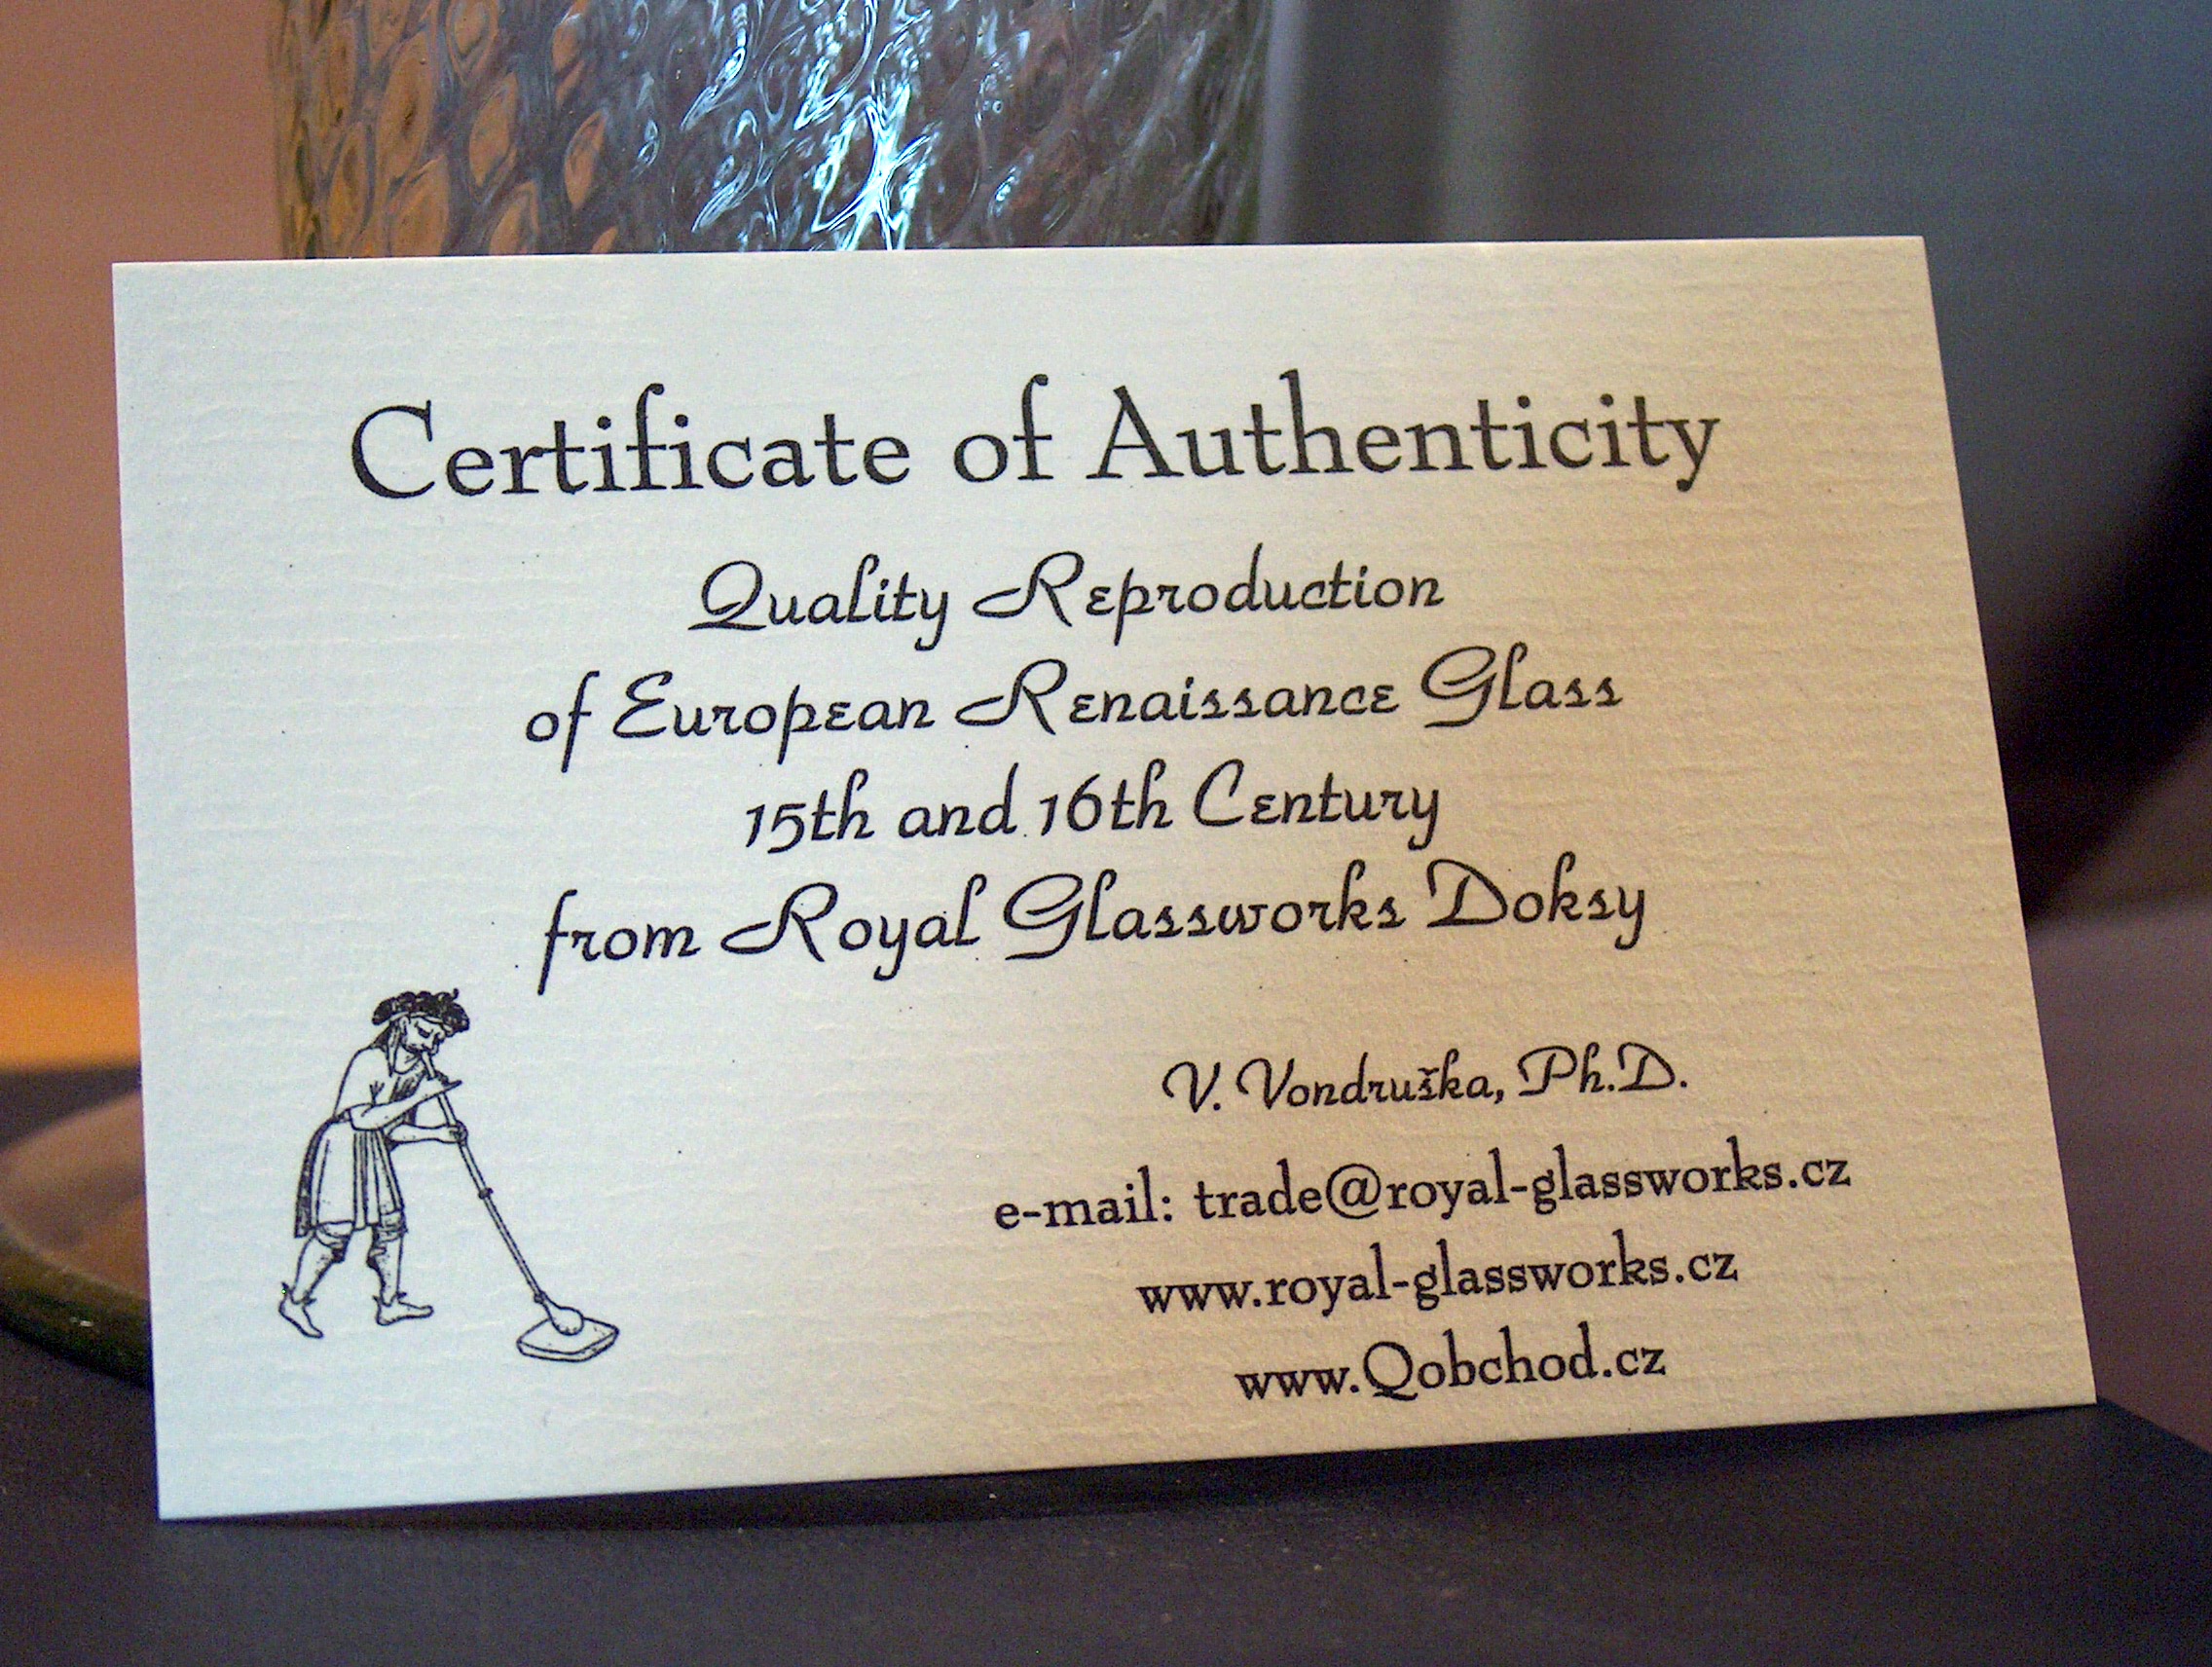 Certificate of Authenticity
Quality Reproduction
of European Renaissance Glass
15th and 16th Century
from Royal Glassworks Doksy
V. Vondruška, Ph.D.
e-mail: trade@royal-glassworks.cz
www.royal-glassworks.cz
www.Qobchod.cz